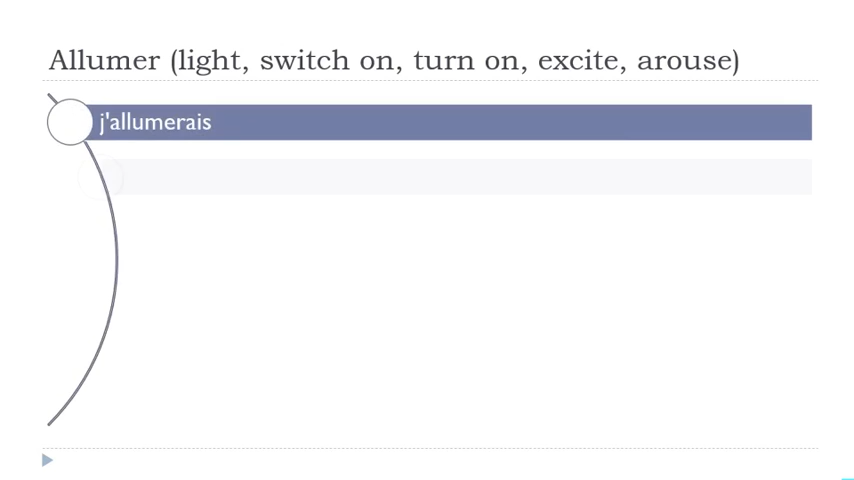 Allumer (light, switch on, turn on, excite, arouse)
j'allumerais